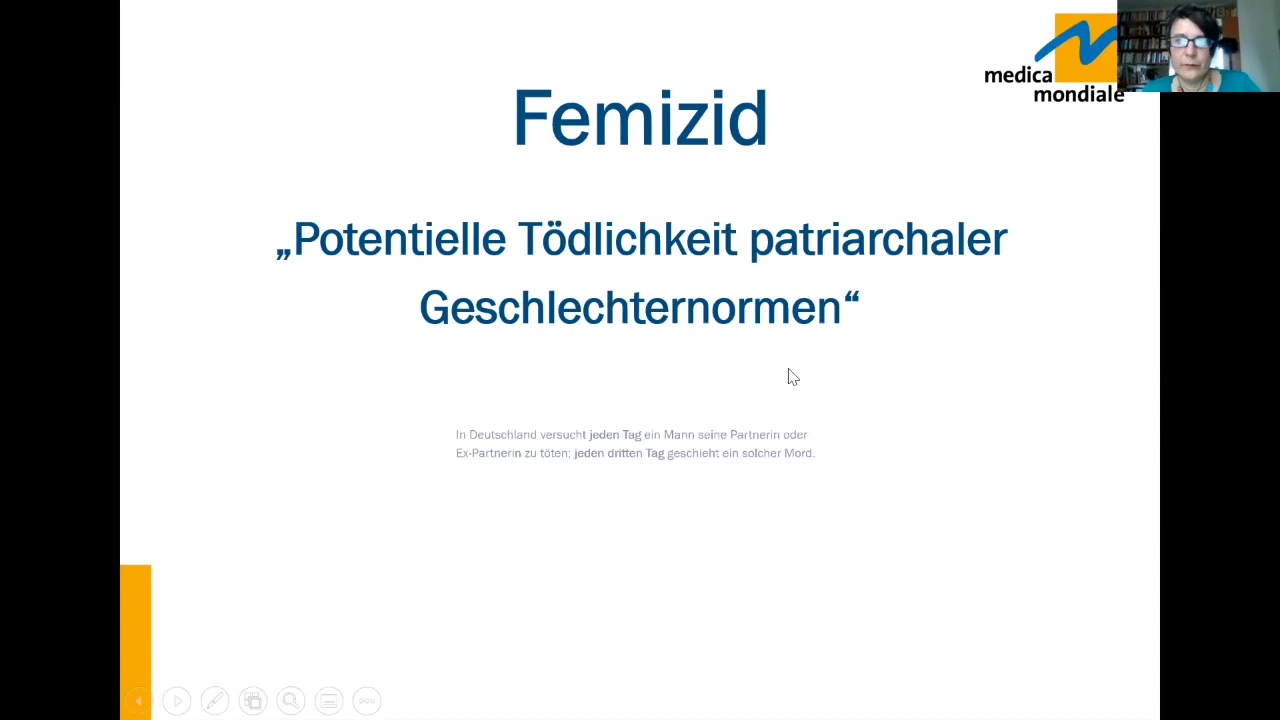 medica
mondiale
Femizid
„Potentielle Tödlichkeit patriarchaler
Geschlechternormen“
In Deutschland versucht jeden Tag ein Mann seine Partnerin oder
Ex-Partnerin zu töten; jeden dritten Tag geschieht ein solcher Mord.